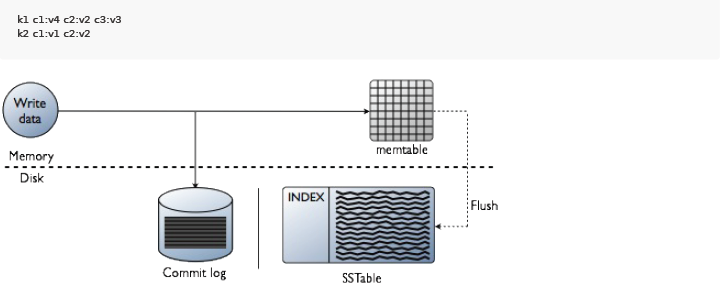 k1 c1:v4 c2:v2 c3:v3
k2 c1:v1 c2:v2
Write
data
memtable
Memory
Disk
INDEX
Flush
Commit log
SSTable